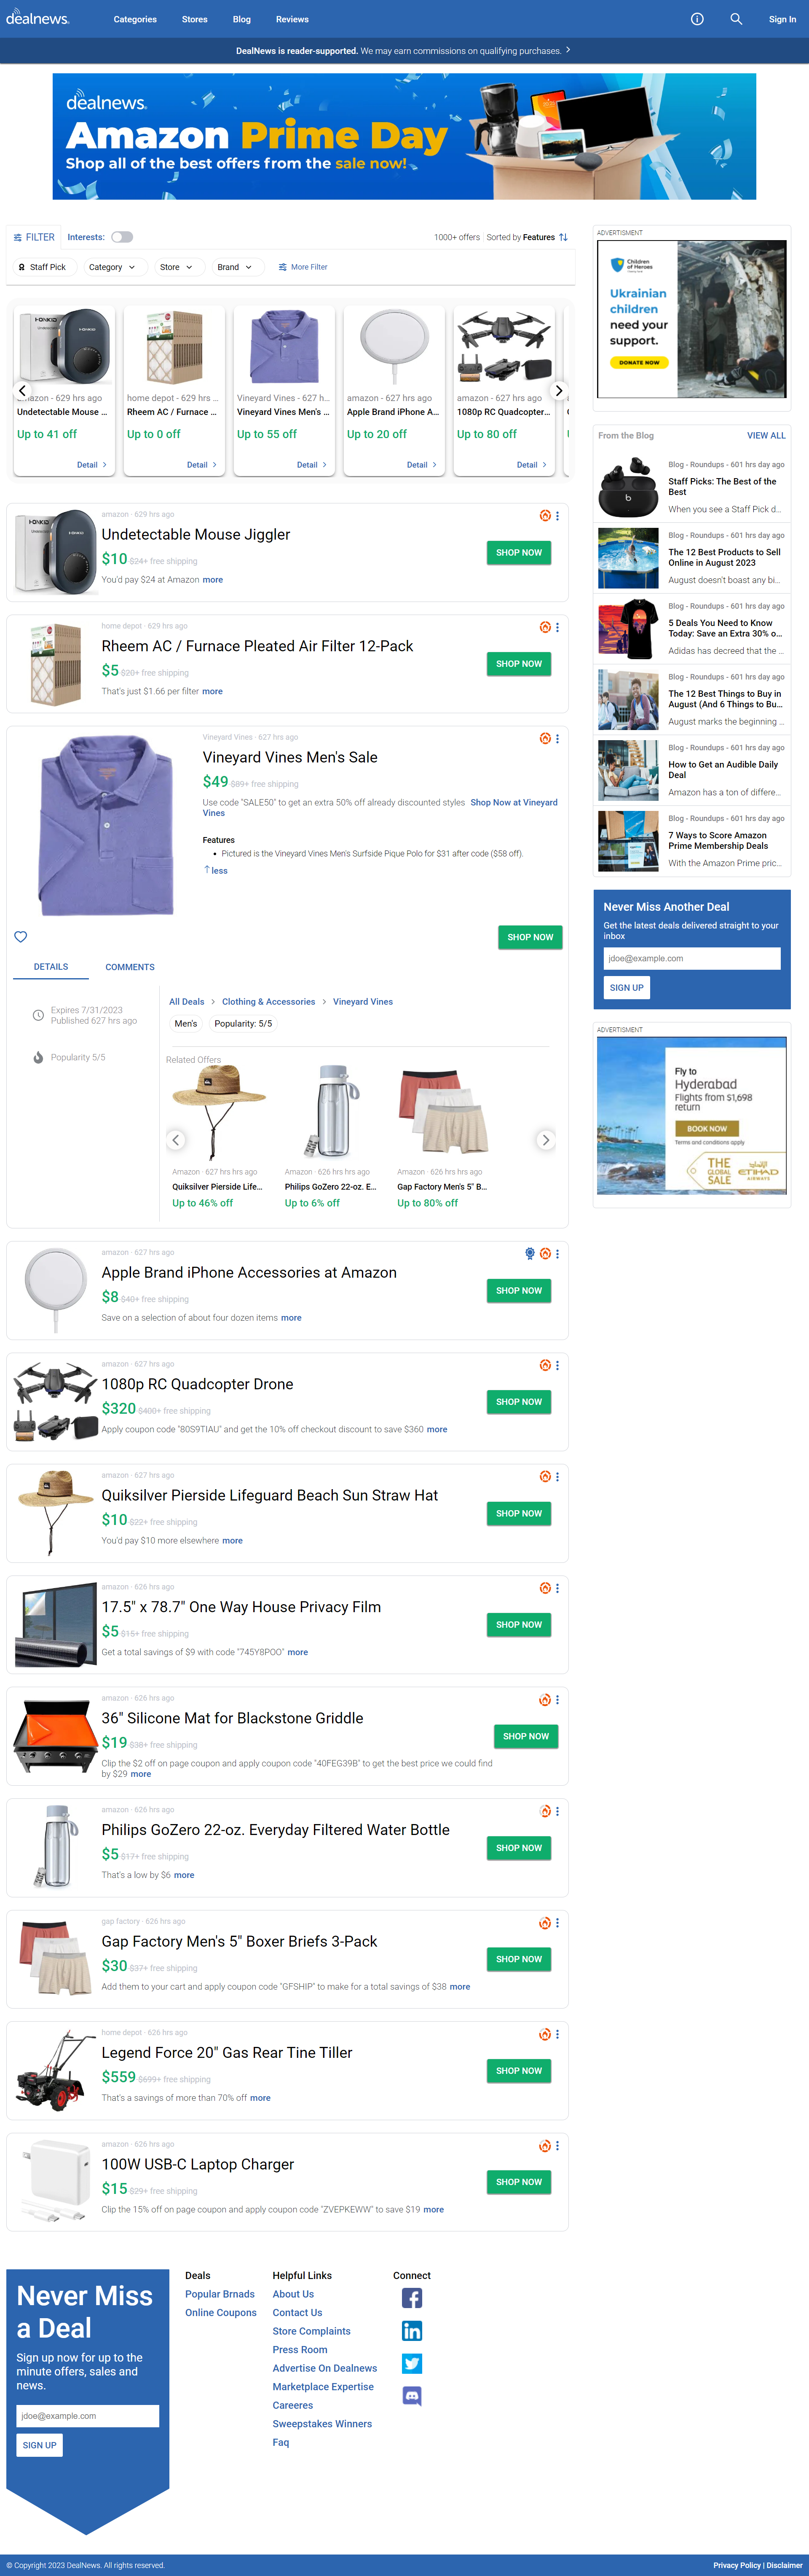 dealnews.
Categories
Stores
Blog
Reviews
Sign In
DealNews is reader-supported. We may earn commissions on qualifying purchases.
dealnews.
Amazon Prime Day
Shop all of the best offers from the sale now!
FILTER
Interests:
1000+ offers
Sorted by Features
Staff Pick
Category
Store
Brand
More Filter
amazon - 629 hrs ago
Undetectable Mouse ...
Up to 41 off
Detail
home depot - 629 hrs ...
Rheem AC / Furnace ...
Up to 0 off
Detail
Vineyard Vines - 627 h...
Vineyard Vines Men's ...
Up to 55 off
Detail
amazon - 627 hrs ago
Apple Brand iPhone A...
Up to 20 off
Detail
amazon - 627 hrs ago
1080p RC Quadcopter...
Up to 80 off
Detail
amazon · 629 hrs ago
Undetectable Mouse Jiggler
$10 $24+ free shipping
You'd pay $24 at Amazon more
SHOP NOW
home depot · 629 hrs ago
Rheem AC / Furnace Pleated Air Filter 12-Pack
$5 $20+ free shipping
That's just $1.66 per filter more
SHOP NOW
Vineyard Vines · 627 hrs ago
Vineyard Vines Men's Sale
$49 $89+ free shipping
Use code "SALE50" to get an extra 50% off already discounted styles Shop Now at Vineyard
Vines
Features
• Pictured is the Vineyard Vines Men's Surfside Pique Polo for $31 after code ($58 off).
less
SHOP NOW
DETAILS
COMMENTS
Expires 7/31/2023
Published 627 hrs ago
Popularity 5/5
All Deals > Clothing & Accessories > Vineyard Vines
Men's
Popularity: 5/5
Related Offers
Amazon - 627 hrs hrs ago
Quiksilver Pierside Life...
Up to 46% off
Amazon - 626 hrs hrs ago
Philips GoZero 22-oz. E...
Up to 6% off
Amazon - 626 hrs hrs ago
Gap Factory Men's 5" B...
Up to 80% off
amazon · 627 hrs ago
Apple Brand iPhone Accessories at Amazon
$8 $40+ free shipping
Save on a selection of about four dozen items more
SHOP NOW
amazon · 627 hrs ago
1080p RC Quadcopter Drone
$320 $400+ free shipping
Apply coupon code "80S9TIAU" and get the 10% off checkout discount to save $360 more
SHOP NOW
amazon · 627 hrs ago
Quiksilver Pierside Lifeguard Beach Sun Straw Hat
$10 $22+ free shipping
You'd pay $10 more elsewhere more
SHOP NOW
amazon · 626 hrs ago
17.5" x 78.7" One Way House Privacy Film
$5 $15+ free shipping
Get a total savings of $9 with code "745Y8POO" more
SHOP NOW
amazon · 626 hrs ago
36" Silicone Mat for Blackstone Griddle
$19 $38+ free shipping
Clip the $2 off on page coupon and apply coupon code "40FEG39B" to get the best price we could find
by $29 more
SHOP NOW
amazon · 626 hrs ago
Philips GoZero 22-oz. Everyday Filtered Water Bottle
$5 $17+ free shipping
That's a low by $6 more
SHOP NOW
gap factory · 626 hrs ago
Gap Factory Men's 5" Boxer Briefs 3-Pack
$30 $37+ free shipping
Add them to your cart and apply coupon code "GFSHIP" to make for a total savings of $38 more
SHOP NOW
home depot · 626 hrs ago
Legend Force 20" Gas Rear Tine Tiller
$559 $699+ free shipping
That's a savings of more than 70% off more
SHOP NOW
amazon · 626 hrs ago
100W USB-C Laptop Charger
$15 $29+ free shipping
Clip the 15% off on page coupon and apply coupon code "ZVEPKEWW" to save $19 more
SHOP NOW
ADVERTISMENT
Children
of Heroes
Ukrainian
children
need your
support.
DONATE NOW
From the Blog
VIEW ALL
Blog - Roundups - 601 hrs day ago
Staff Picks: The Best of the
Best
When you see a Staff Pick d...
Blog - Roundups - 601 hrs day ago
The 12 Best Products to Sell
Online in August 2023
August doesn't boast any bi...
Blog - Roundups - 601 hrs day ago
5 Deals You Need to Know
Today: Save an Extra 30% o...
Adidas has decreed that the ...
Blog - Roundups - 601 hrs day ago
The 12 Best Things to Buy in
August (And 6 Things to Bu...
August marks the beginning ...
Blog - Roundups - 601 hrs day ago
How to Get an Audible Daily
Deal
Amazon has a ton of differe...
Blog - Roundups - 601 hrs day ago
7 Ways to Score Amazon
Prime Membership Deals
With the Amazon Prime pric...
Never Miss Another Deal
Get the latest deals delivered straight to your
inbox
jdoe@example.com
SIGN UP
ADVERTISMENT
Fly to
Hyderabad
Flights from $1,698
return
BOOK NOW
Terms and conditions apply
THE
GLOBAL
SALE
الاتحاد
ETIHAD
AIRWAYS
Never Miss
a Deal
Sign up now for up to the
minute offers, sales and
news.
jdoe@example.com
SIGN UP
Deals
Popular Brnads
Online Coupons
Helpful Links
About Us
Contact Us
Store Complaints
Press Room
Advertise On Dealnews
Marketplace Expertise
Careeres
Sweepstakes Winners
Faq
Connect
© Copyright 2023 DealNews. All rights reserved.
Privacy Policy | Disclaimer